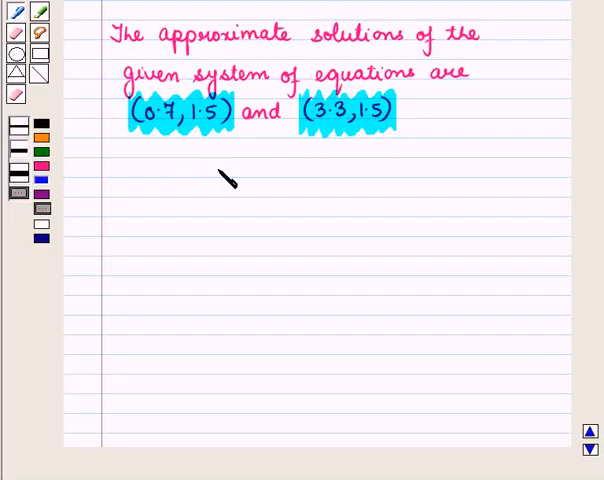 The approximate solutions of the
given system of equations are
(0.7, 1.5) and (3.3, 1.5)